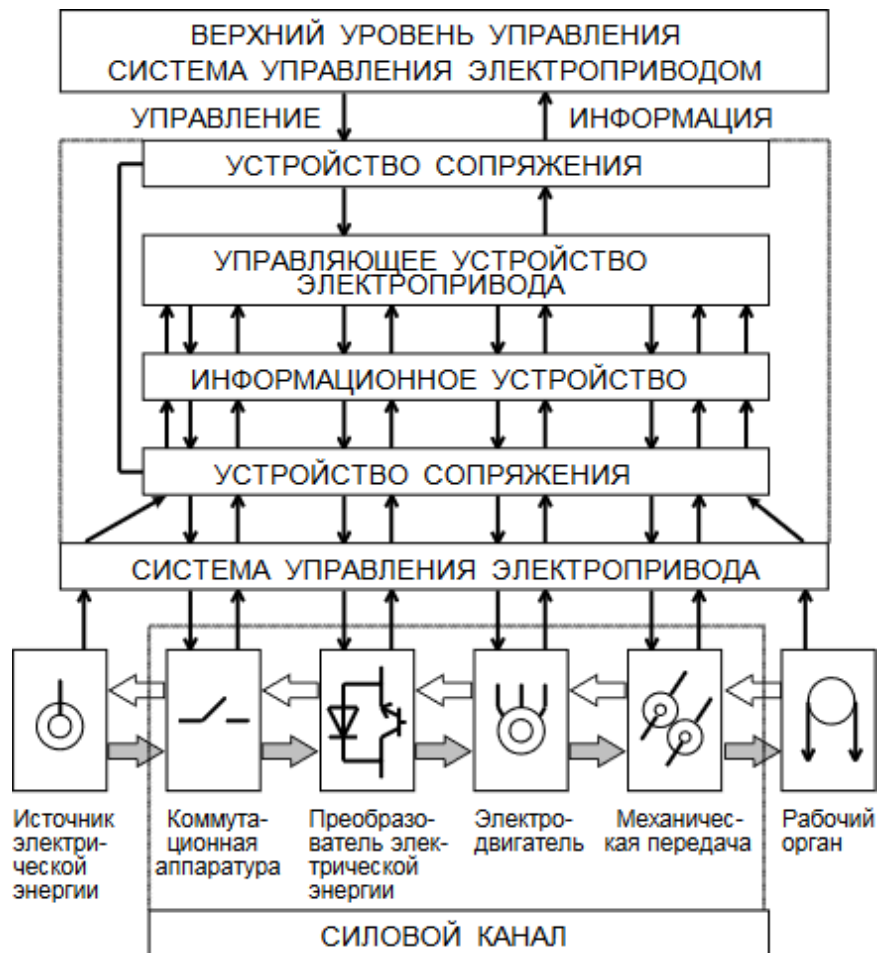 ВЕРХНИЙ УРОВЕНЬ УПРАВЛЕНИЯ
СИСТЕМА УПРАВЛЕНИЯ ЭЛЕКТРОПРИВОДОМ
УПРАВЛЕНИЕ
ИНФОРМАЦИЯ
УСТРОЙСТВО СОПРЯЖЕНИЯ
УПРАВЛЯЮЩЕЕ УСТРОЙСТВО
ЭЛЕКТРОПРИВОДА
ИНФОРМАЦИОННОЕ УСТРОЙСТВО
УСТРОЙСТВО СОПРЯЖЕНИЯ
СИСТЕМА УПРАВЛЕНИЯ ЭЛЕКТРОПРИВОДА
Источник
электри-
ческой
энергии
Коммута-
ционная
аппаратура
Преобразо-
ватель элек-
трической
энергии
Электро-
двигатель
Механичес-
кая передача
Рабочий
орган
СИЛОВОЙ КАНАЛ